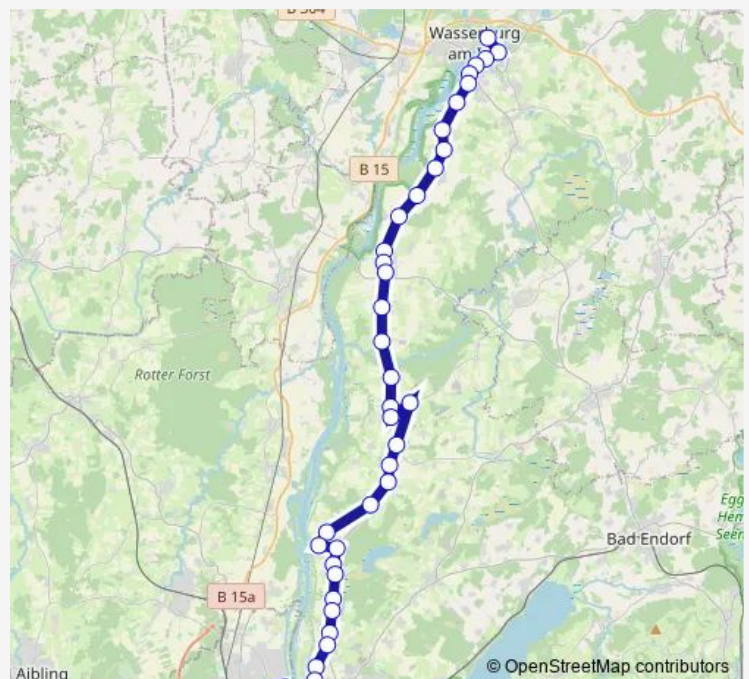 B 304
Wasserburg
am
B 15
Rotter Forst
Bad Endorf
B 15a
Aibling
© OpenStreetMap contributors